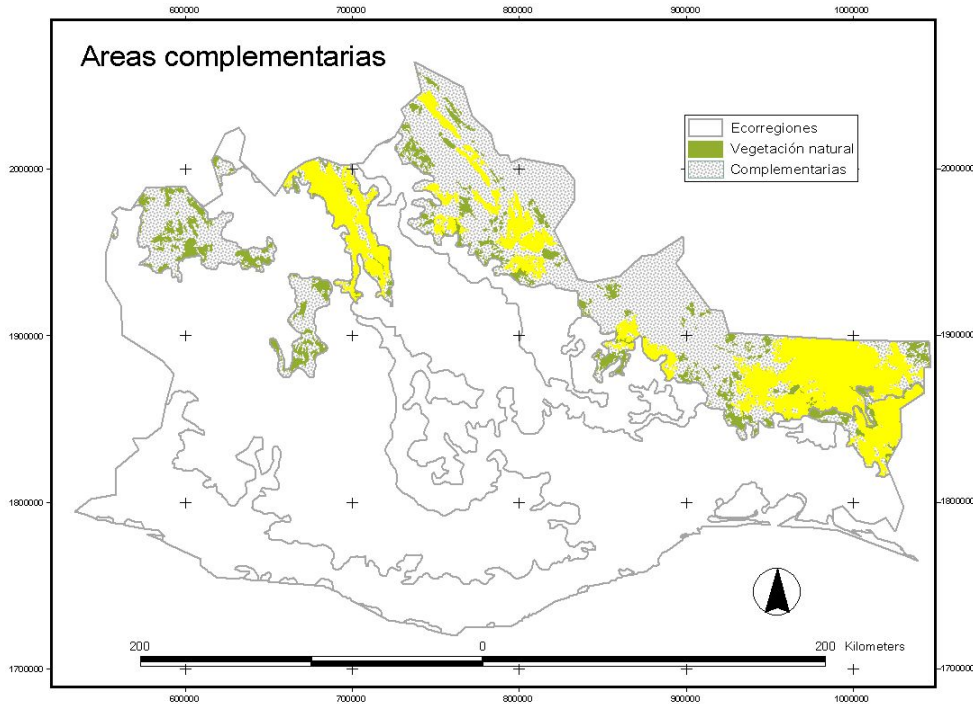 600000 700000 800000 900000 1000000
Areas complementarias
Ecorregiones
Vegetación natural
Complementarias
2000000 2000000
1900000 1900000
1800000 1800000
200 0 200 Kilometers
1700000 1700000
600000 700000 800000 900000 1000000